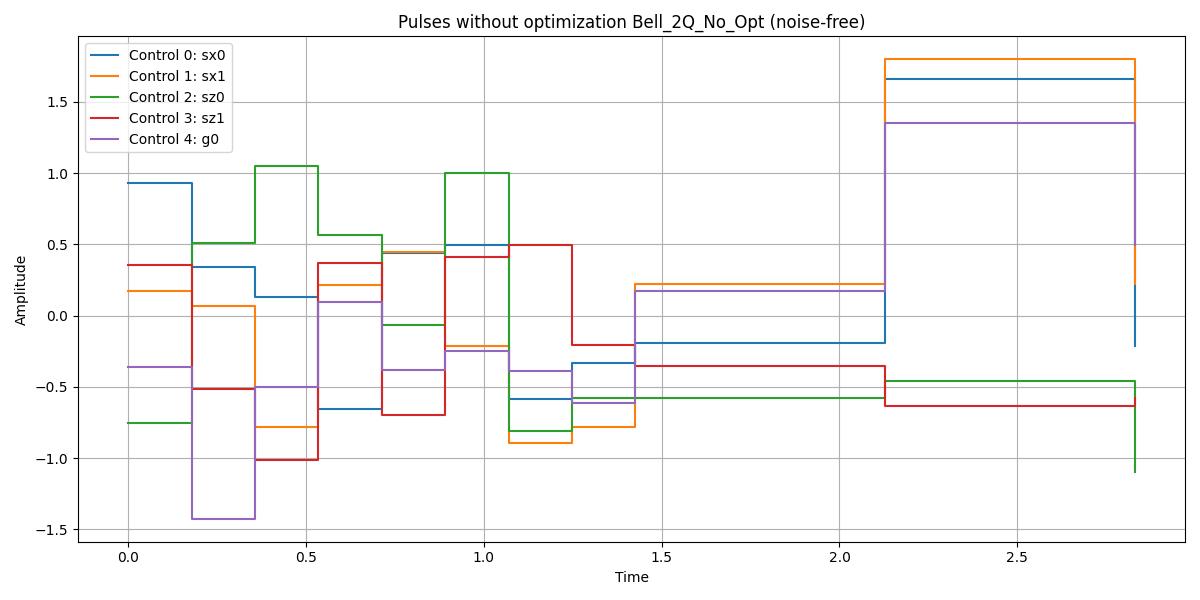 Pulses without optimization Bell_2Q_No_Opt (noise-free)
Control 0: sx0
Control 1: sx1
Control 2: sz0
Control 3: sz1
Control 4: g0
1.5
1.0
0.5
0.0
−0.5
−1.0
−1.5
Amplitude
0.0 0.5 1.0 1.5 2.0 2.5
Time